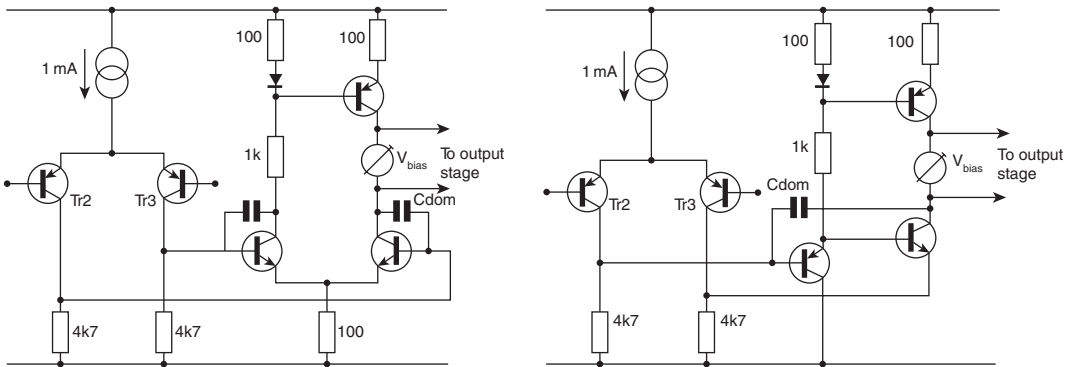 100
100
1 mA
1k
V bias
To output
stage
Tr2
Tr3
Cdom
4k7
4k7
100
100
100
1 mA
1k
V bias
To output
stage
Cdom
Tr2
Tr3
4k7
4k7